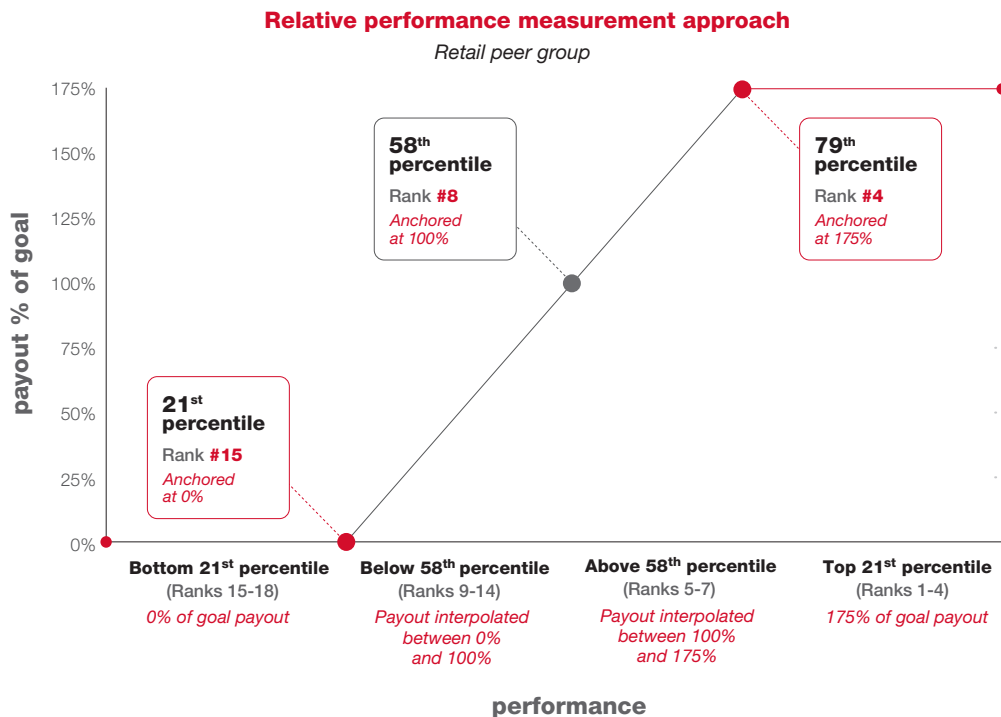 Relative performance measurement approach
Retail peer group
payout % of goal
175%
150%
125%
100%
75%
50%
25%
0%
21st
percentile
Rank #15
Anchored
at 0%
58th
percentile
Rank #8
Anchored
at 100%
79th
percentile
Rank #4
Anchored
at 175%
Bottom 21st percentile
(Ranks 15-18)
0% of goal payout
Below 58th percentile
(Ranks 9-14)
Payout interpolated
between 0%
and 100%
Above 58th percentile
(Ranks 5-7)
Payout interpolated
between 100%
and 175%
Top 21st percentile
(Ranks 1-4)
175% of goal payout
performance